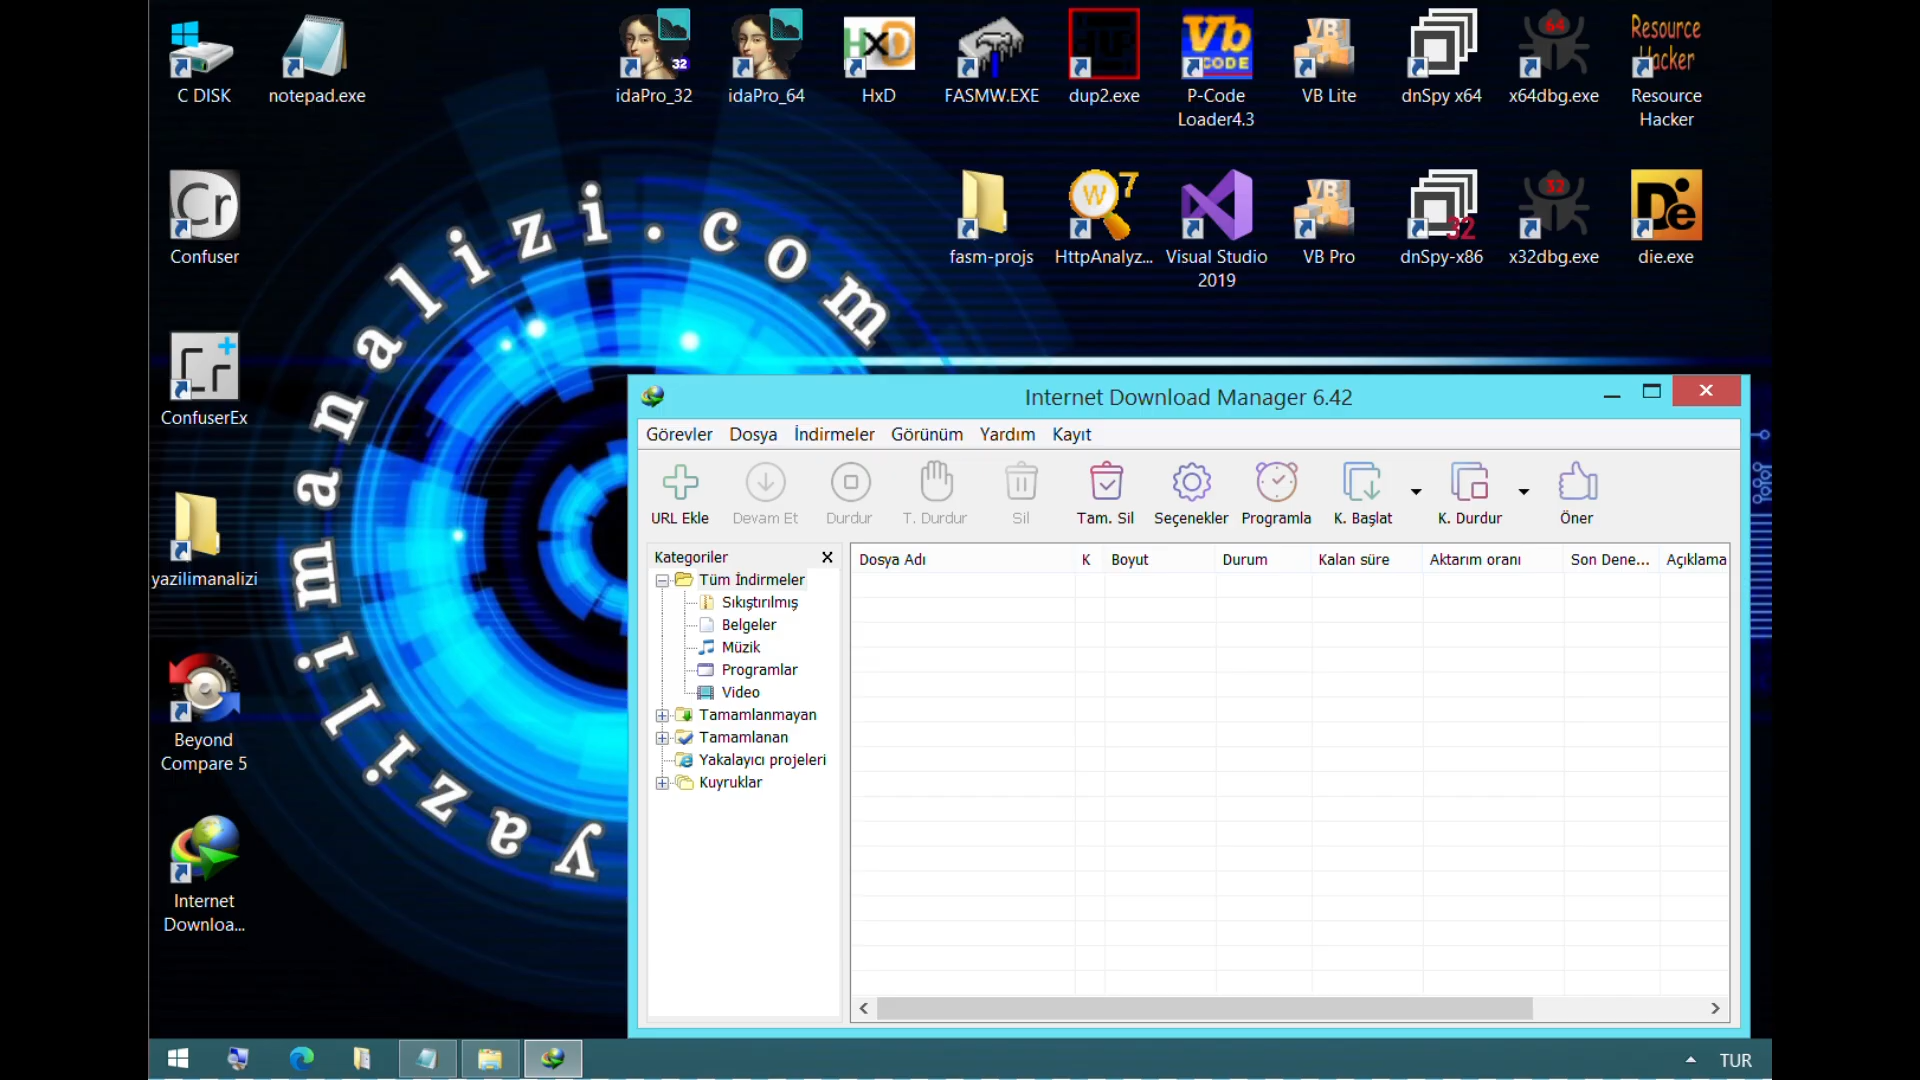 C DISK
notepad.exe
idaPro_32
idaPro_64
HxD
FASMW.EXE
dup2.exe
P-Code
Loader4.3
VB Lite
dnSpy x64
x64dbg.exe
Resource
Hacker
Confuser
fasm-projs
HttpAnalyz...
Visual Studio
2019
VB Pro
dnSpy-x86
x32dbg.exe
die.exe
ConfuserEx
yazilimanalizi
Beyond
Compare 5
Internet
Downloa...
yazilimanalizi.com
Internet Download Manager 6.42
Görevler Dosya İndirmeler Görünüm Yardım Kayıt
URL Ekle Devam Et Durdur T. Durdur Sil Tam. Sil Seçenekler Programla K. Başlat K. Durdur Öner
Kategoriler
Tüm İndirmeler
Sıkıştırılmış
Belgeler
Müzik
Programlar
Video
Tamamlanmayan
Tamamlanan
Yakalayıcı projeleri
Kuyruklar
Dosya Adı K Boyut Durum Kalan süre Aktarım oranı Son Dene... Açıklama
TUR